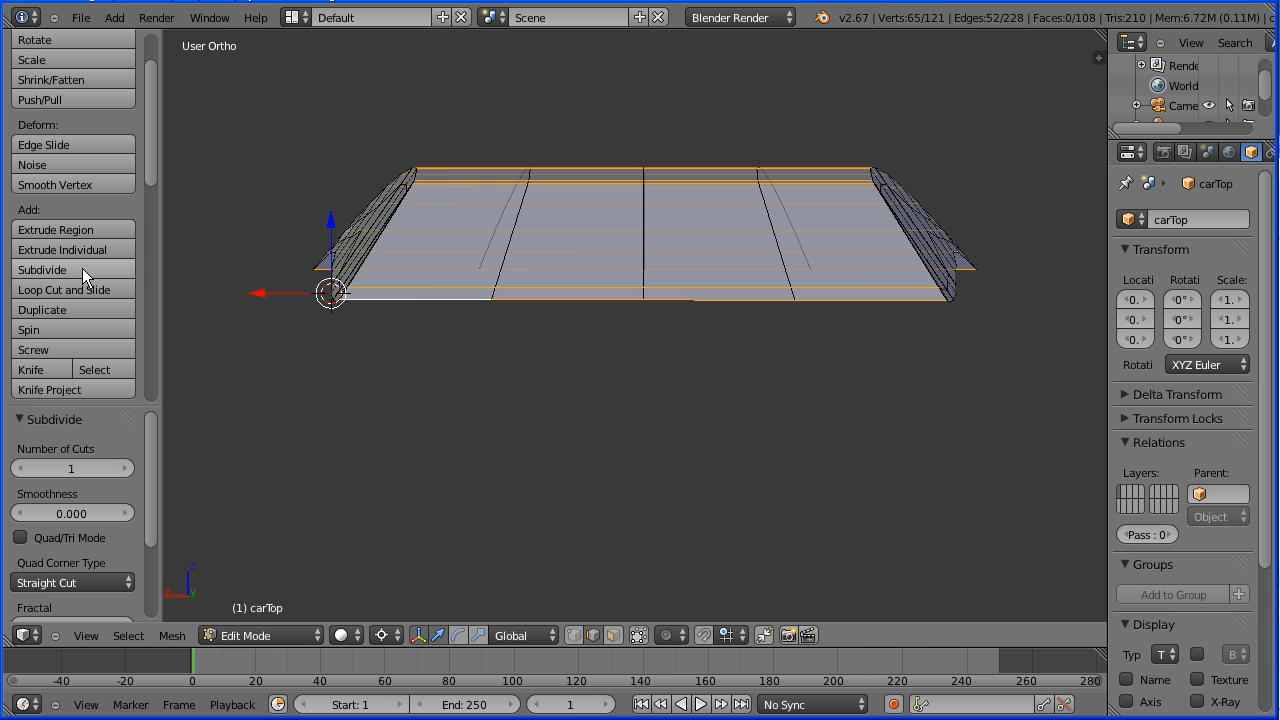 File Add Render Window Help Default Scene Blender Render v2.67 | Verts:65/121 | Edges:52/228 | Faces:0/108 | Tris:210 | Mem:6.72M (0.11M) | c
Rotate
Scale
Shrink/Fatten
Push/Pull
Deform:
Edge Slide
Noise
Smooth Vertex
Add:
Extrude Region
Extrude Individual
Subdivide
Loop Cut and Slide
Duplicate
Spin
Screw
Knife Select
Knife Project
Subdivide
Number of Cuts
1
Smoothness
0.000
Quad/Tri Mode
Quad Corner Type
Straight Cut
Fractal
User Ortho
z
y
(1) carTop
View Search
Rende
World
Came
carTop
carTop
Transform
Locati Rotati Scale:
0. 0° 1.
0. 0° 1.
0. 0° 1.
Rotati XYZ Euler
Delta Transform
Transform Locks
Relations
Layers: Parent:
Object
Pass : 0
Groups
Add to Group
Display
Typ T B
Name Texture
Axis X-Ray
View Select Mesh Edit Mode Global
-40 -20 0 20 40 60 80 100 120 140 160 180 200 220 240 260 280
View Marker Frame Playback Start: 1 End: 250 1 No Sync